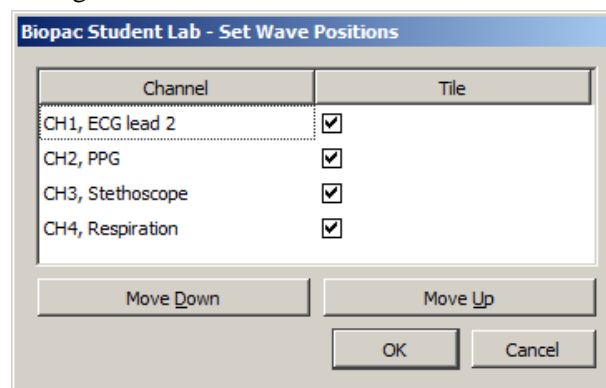 Biopac Student Lab - Set Wave Positions
Channel Tile
CH1, ECG lead 2
CH2, PPG
CH3, Stethoscope
CH4, Respiration
Move Down Move Up
OK Cancel